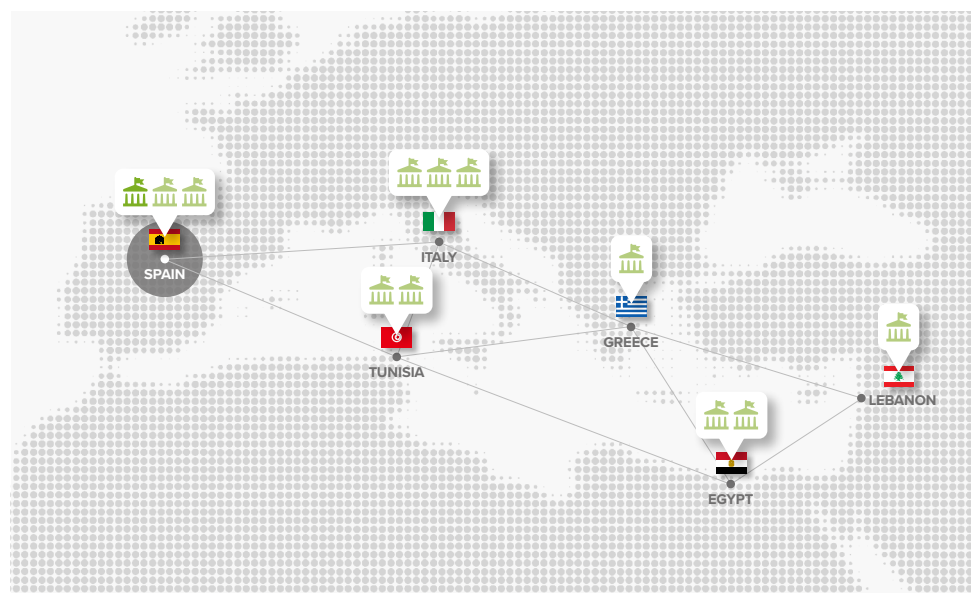 ITALY
SPAIN
GREECE
TUNISIA
LEBANON
EGYPT